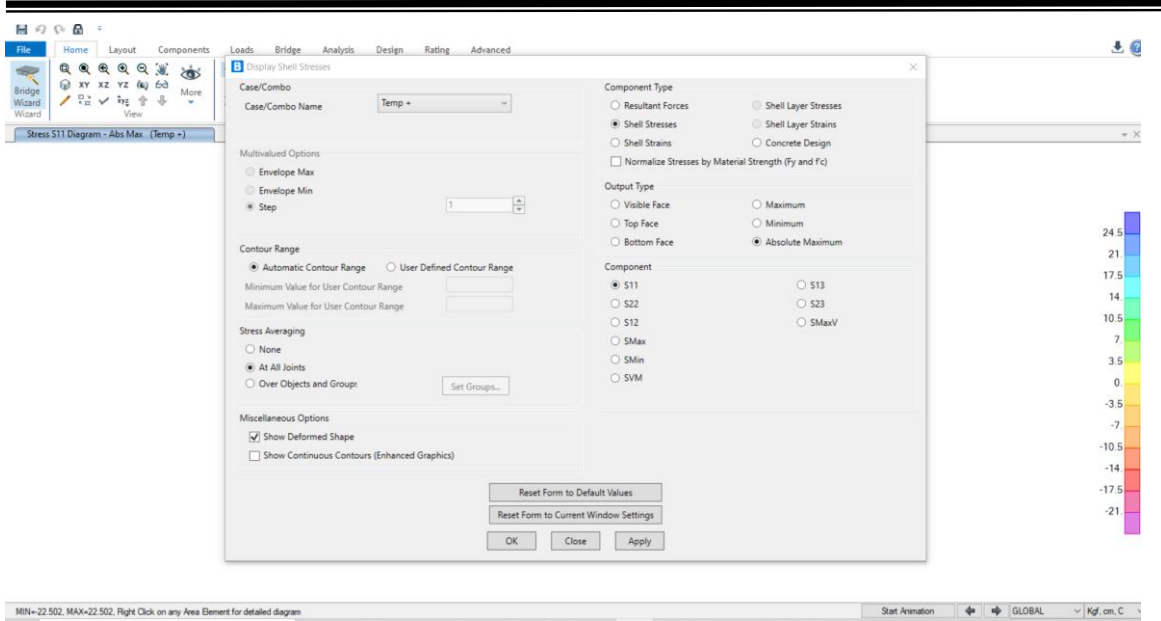 File Home Layout Components Loads Bridge Analysis Design Rating Advanced
Bridge Wizard
XY XZ YZ
More
Wizard View
Stress S11 Diagram - Abs Max (Temp +)
B Display Shell Stresses
Case/Combo
Case/Combo Name Temp +
Multivalued Options
Envelope Max
Envelope Min
Step 1
Contour Range
Automatic Contour Range User Defined Contour Range
Minimum Value for User Contour Range
Maximum Value for User Contour Range
Stress Averaging
None
At All Joints
Over Objects and Groups
Set Groups...
Miscellaneous Options
Show Deformed Shape
Show Continuous Contours (Enhanced Graphics)
Component Type
Resultant Forces Shell Layer Stresses
Shell Stresses Shell Layer Strains
Shell Strains Concrete Design
Normalize Stresses by Material Strength (Fy and f'c)
Output Type
Visible Face Maximum
Top Face Minimum
Bottom Face Absolute Maximum
Component
S11 S13
S22 S23
S12 SMaxV
SMax
SMin
SVM
Reset Form to Default Values
Reset Form to Current Window Settings
OK Close Apply
24.5
21.
17.5
14.
10.5
7.
3.5
0.
-3.5
-7.
-10.5
-14.
-17.5
-21.
MIN=-22.502, MAX=22.502, Right Click on any Area Element for detailed diagram
Start Animation GLOBAL Kgf, cm, C